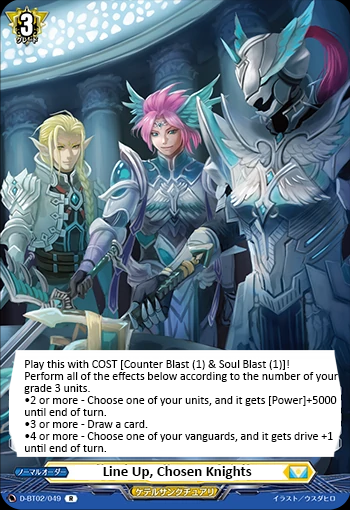 3
グレード
Play this with COST [Counter Blast (1) & Soul Blast (1)]!
Perform all of the effects below according to the number of your
grade 3 units.
•2 or more - Choose one of your units, and it gets [Power]+5000
until end of turn.
•3 or more - Draw a card.
•4 or more - Choose one of your vanguards, and it gets drive +1
until end of turn.
ノーマルオーダー
Line Up, Chosen Knights
ケテルサンクチュアリ
D-BT02/049 R
イラスト/ウスダヒロ